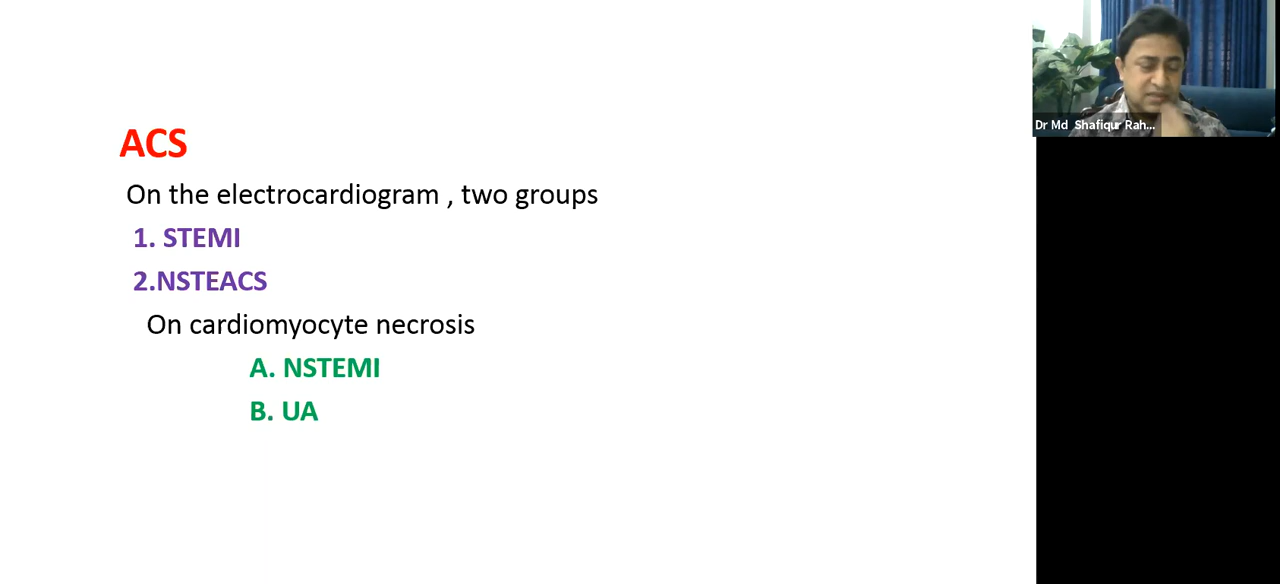 ACS
On the electrocardiogram , two groups
1. STEMI
2.NSTEACS
On cardiomyocyte necrosis
A. NSTEMI
B. UA
Dr Md Shafiqur Rah...